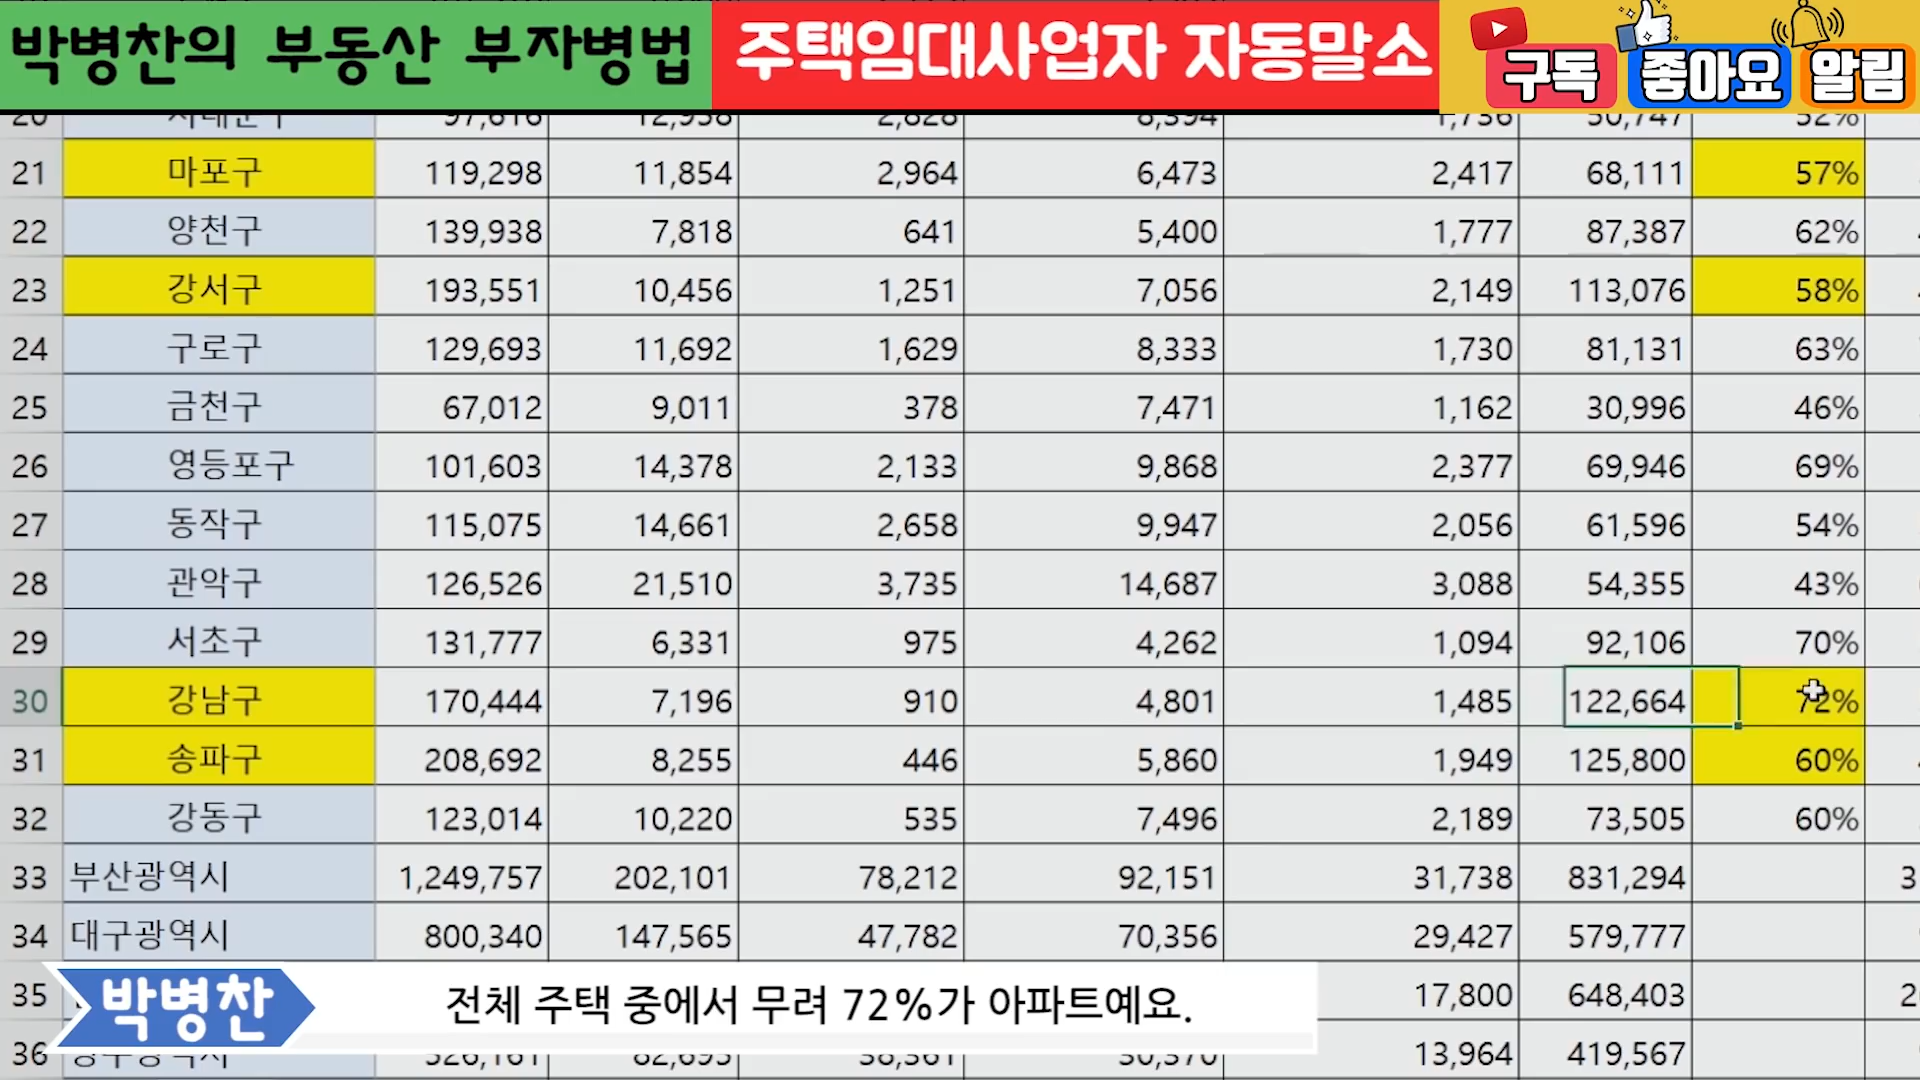 박병찬의 부동산 부자병법 주택임대사업자 자동말소 구독 좋아요 알림
21 마포구 119,298 11,854 2,964 6,473 2,417 68,111 57%
22 양천구 139,938 7,818 641 5,400 1,777 87,387 62%
23 강서구 193,551 10,456 1,251 7,056 2,149 113,076 58%
24 구로구 129,693 11,692 1,629 8,333 1,730 81,131 63%
25 금천구 67,012 9,011 378 7,471 1,162 30,996 46%
26 영등포구 101,603 14,378 2,133 9,868 2,377 69,946 69%
27 동작구 115,075 14,661 2,658 9,947 2,056 61,596 54%
28 관악구 126,526 21,510 3,735 14,687 3,088 54,355 43%
29 서초구 131,777 6,331 975 4,262 1,094 92,106 70%
30 강남구 170,444 7,196 910 4,801 1,485 122,664 72%
31 송파구 208,692 8,255 446 5,860 1,949 125,800 60%
32 강동구 123,014 10,220 535 7,496 2,189 73,505 60%
33 부산광역시 1,249,757 202,101 78,212 92,151 31,738 831,294 3
34 대구광역시 800,340 147,565 47,782 70,356 29,427 579,777
35 17,800 648,403 2
박병찬 전체 주택 중에서 무려 72%가 아파트예요.
36 13,964 419,567